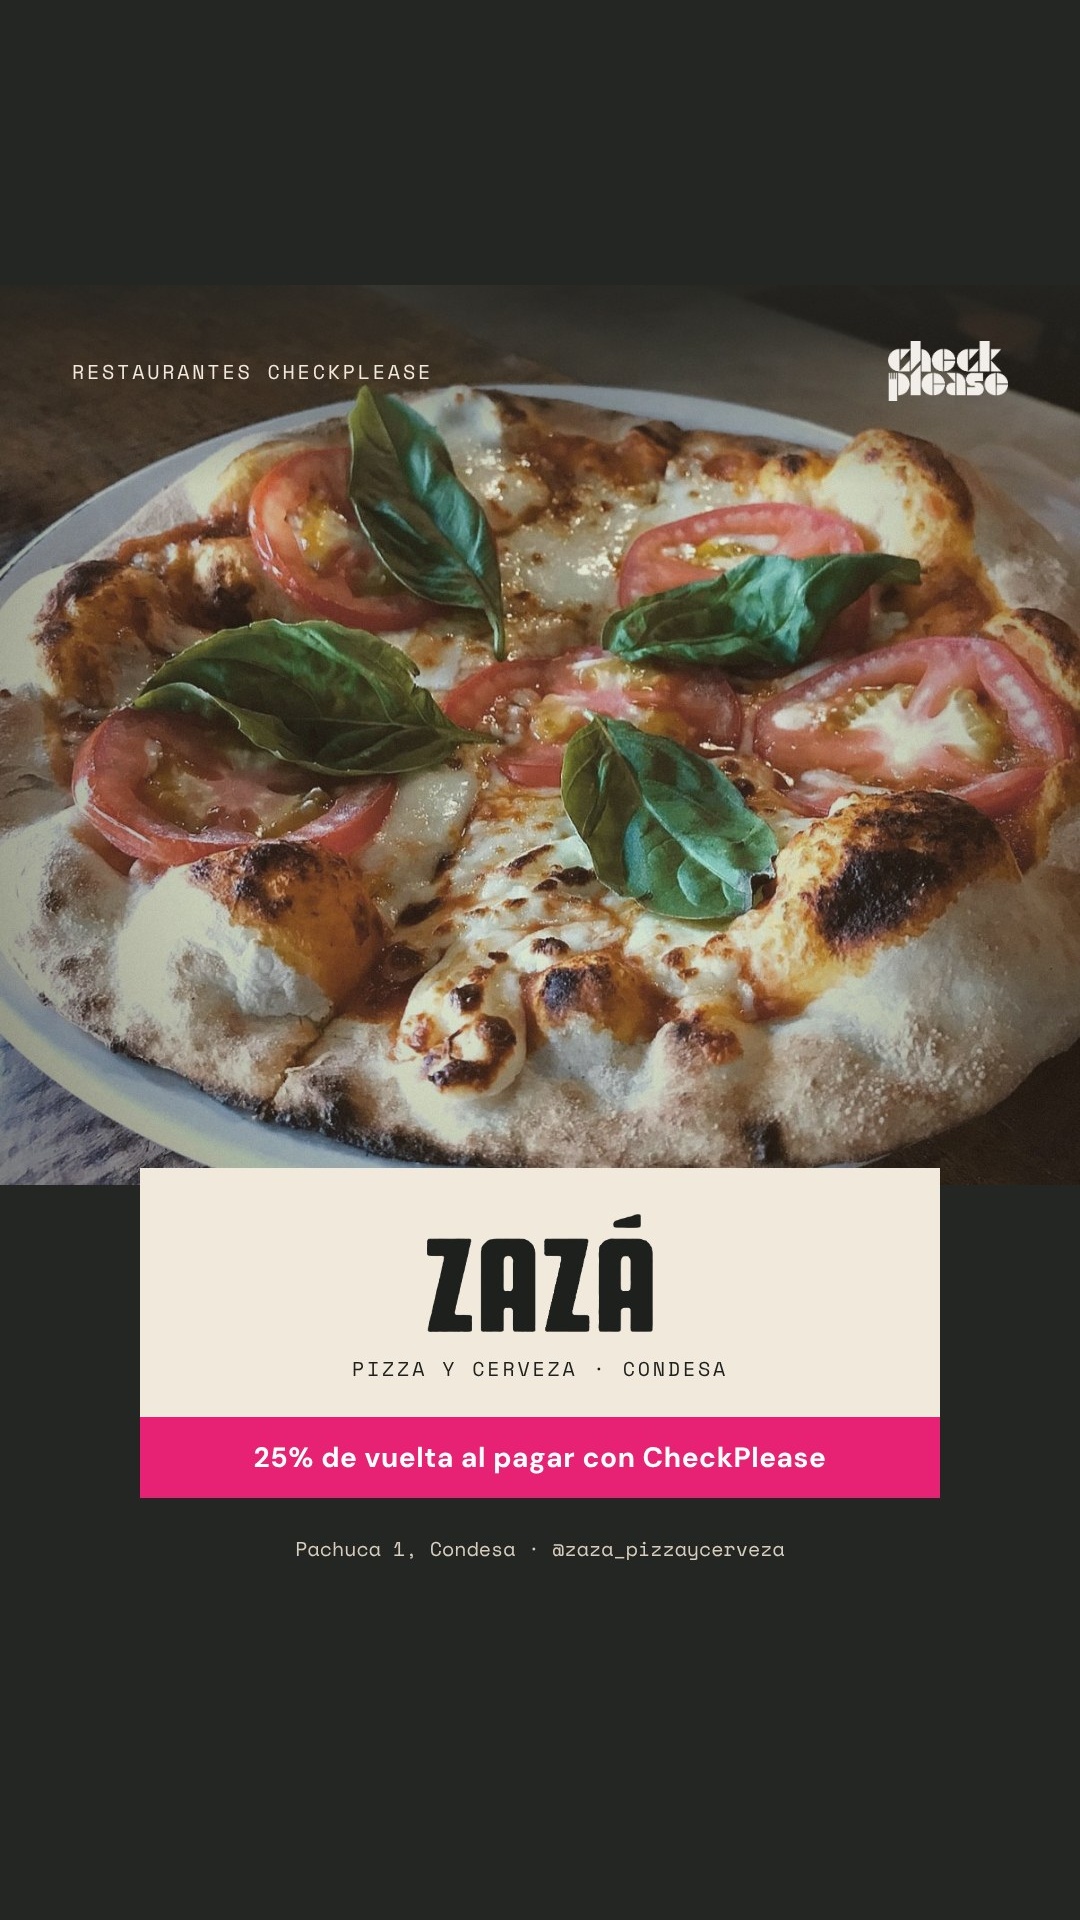 RESTAURANTES CHECKPLEASE
check
please
ZAZÁ
PIZZA Y CERVEZA · CONDESA
25% de vuelta al pagar con CheckPlease
Pachuca 1, Condesa · @zaza_pizzaycerveza